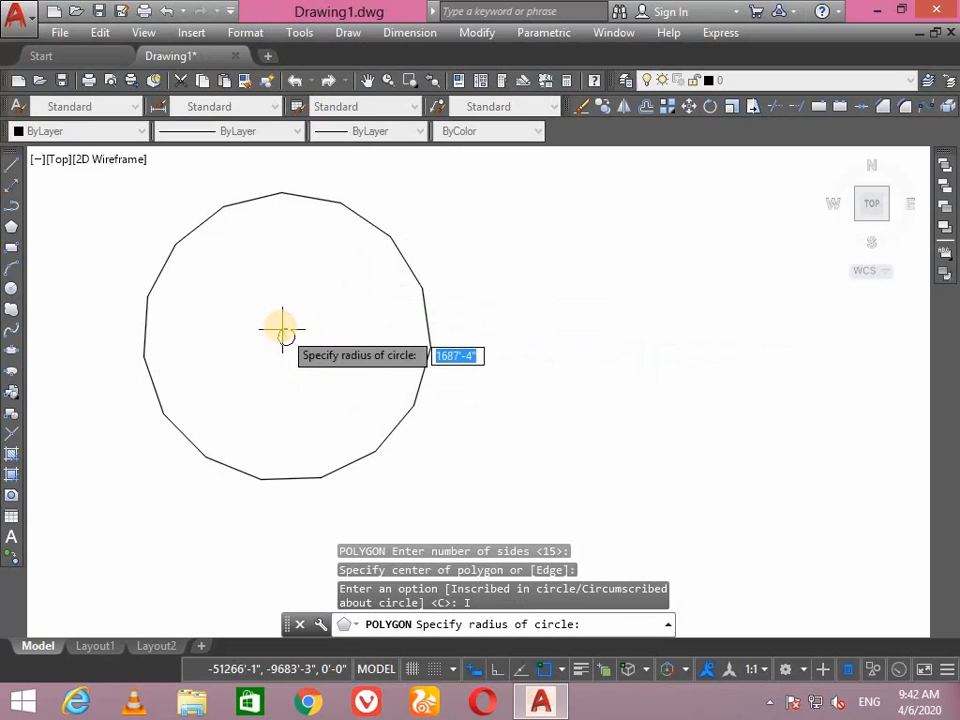 Drawing1.dwg
Type a keyword or phrase
Sign In
File Edit View Insert Format Tools Draw Dimension Modify Parametric Window Help Express
Start
Drawing1*
0
Standard Standard Standard Standard
ByLayer ByLayer ByLayer ByColor
[−][Top][2D Wireframe]
N
W TOP E
S
WCS
Specify radius of circle: 1687'-4"
POLYGON Enter number of sides <15>:
Specify center of polygon or [Edge]:
Enter an option [Inscribed in circle/Circumscribed
about circle] <C>: I
POLYGON Specify radius of circle:
Model Layout1 Layout2
-51266'-1", -9683'-3", 0'-0" MODEL 1:1
ENG
9:42 AM
4/6/2020